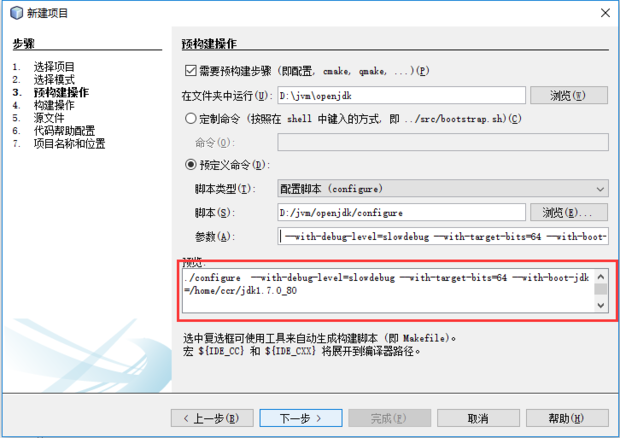 新建项目
步骤
预构建操作
1. 选择项目
2. 选择模式
3. 预构建操作
4. 构建操作
5. 源文件
6. 代码帮助配置
7. 项目名称和位置
需要预构建步骤 (即配置, cmake, qmake, ...)(P)
在文件夹中运行(U): D:\jvm\openjdk 浏览(W)
定制命令 (按照在 shell 中键入的方式, 即 ../src/bootstrap.sh)(C)
命令(O):
预定义命令(D):
脚本类型(I): 配置脚本 (configure)
脚本(S): D:/jvm/openjdk/configure 浏览(E)...
参数(A): --with-debug-level=slowdebug --with-target-bits=64 --with-boot-
预览:
./configure --with-debug-level=slowdebug --with-target-bits=64 --with-boot-jdk
=/home/ccr/jdk1.7.0_80
选中复选框可使用工具来自动生成构建脚本 (即 Makefile)。
宏 ${IDE_CC} 和 ${IDE_CXX} 将展开到编译器路径。
< 上一步(B) 下一步 > 完成(F) 取消 帮助(H)